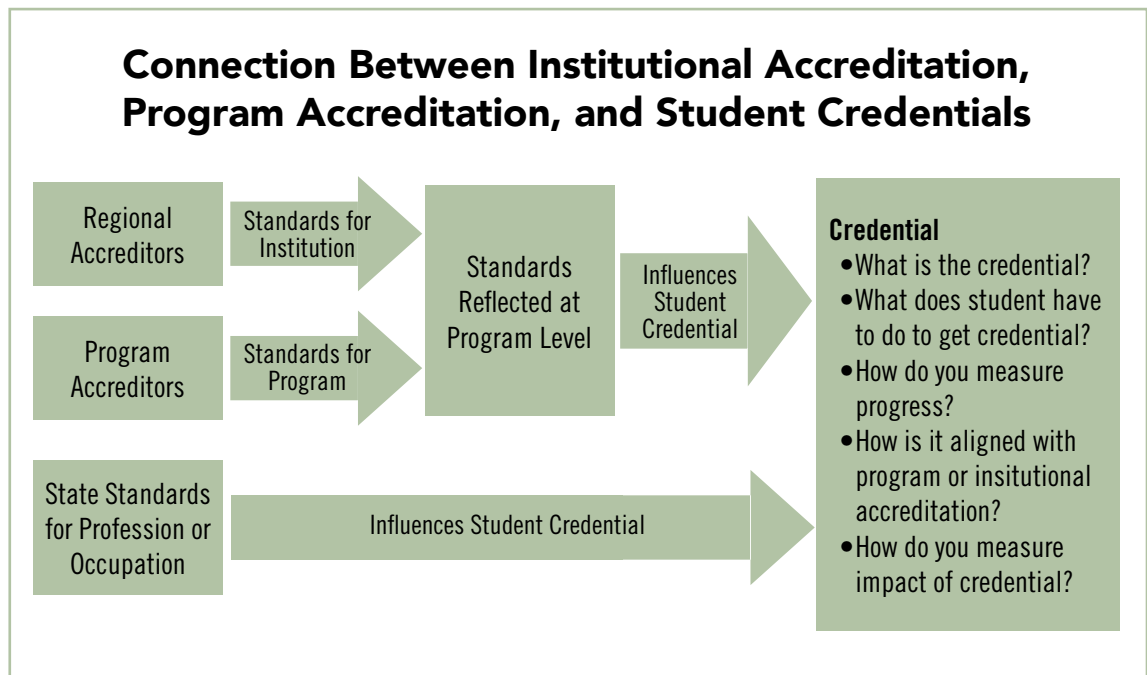 Connection Between Institutional Accreditation,
Program Accreditation, and Student Credentials
Regional
Accreditors
Standards for
Institution
Program
Accreditors
Standards for
Program
Standards
Reflected at
Program Level
Influences
Student
Credential
State Standards
for Profession or
Occupation
Influences Student Credential
Credential
•What is the credential?
•What does student have
to do to get credential?
•How do you measure
progress?
•How is it aligned with
program or insitutional
accreditation?
•How do you measure
impact of credential?